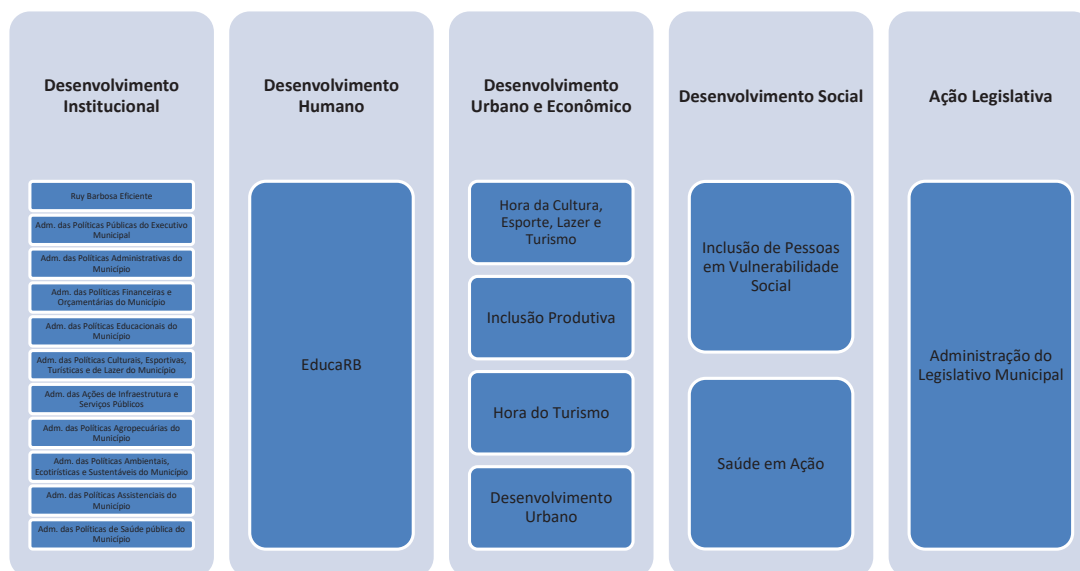 Desenvolvimento
Institucional
Ruy Barbosa Eficiente
Adm. das Políticas Públicas do Executivo
Municipal
Adm. das Políticas Administrativas do
Município
Adm. das Políticas Financeiras e
Orçamentárias do Município
Adm. das Políticas Educacionais do
Município
Adm. das Políticas Culturais, Esportivas,
Turísticas e de Lazer do Município
Adm. das Ações de Infraestrutura e
Serviços Públicos
Adm. das Políticas Agropecuárias do
Município
Adm. das Políticas Ambientais,
Ecotirísticas e Sustentáveis do Município
Adm. das Políticas Assistenciais do
Município
Adm. das Políticas de Saúde pública do
Município
Desenvolvimento
Humano
EducaRB
Desenvolvimento
Urbano e Econômico
Hora da Cultura,
Esporte, Lazer e
Turismo
Inclusão Produtiva
Hora do Turismo
Desenvolvimento
Urbano
Desenvolvimento Social
Inclusão de Pessoas
em Vulnerabilidade
Social
Saúde em Ação
Ação Legislativa
Administração do
Legislativo Municipal